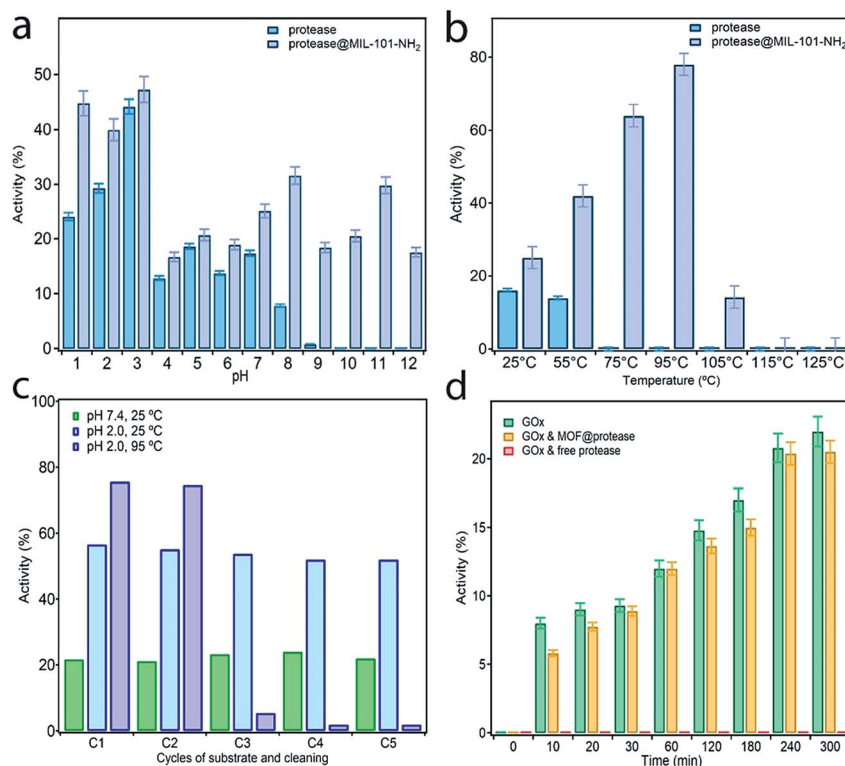 a
protease
protease@MIL-101-NH₂
Activity (%)
50
40
30
20
10
0
1 2 3 4 5 6 7 8 9 10 11 12
pH
b
protease
protease@MIL-101-NH₂
Activity (%)
80
60
40
20
0
25°C 55°C 75°C 95°C 105°C 115°C 125°C
Temperature (ºC)
c
pH 7.4, 25 ºC
pH 2.0, 25 ºC
pH 2.0, 95 ºC
Activity (%)
100
80
60
40
20
0
C1 C2 C3 C4 C5
Cycles of substrate and cleaning
d
GOx
GOx & MOF@protease
GOx & free protease
Activity (%)
20
15
10
5
0
0 10 20 30 60 120 180 240 300
Time (min)